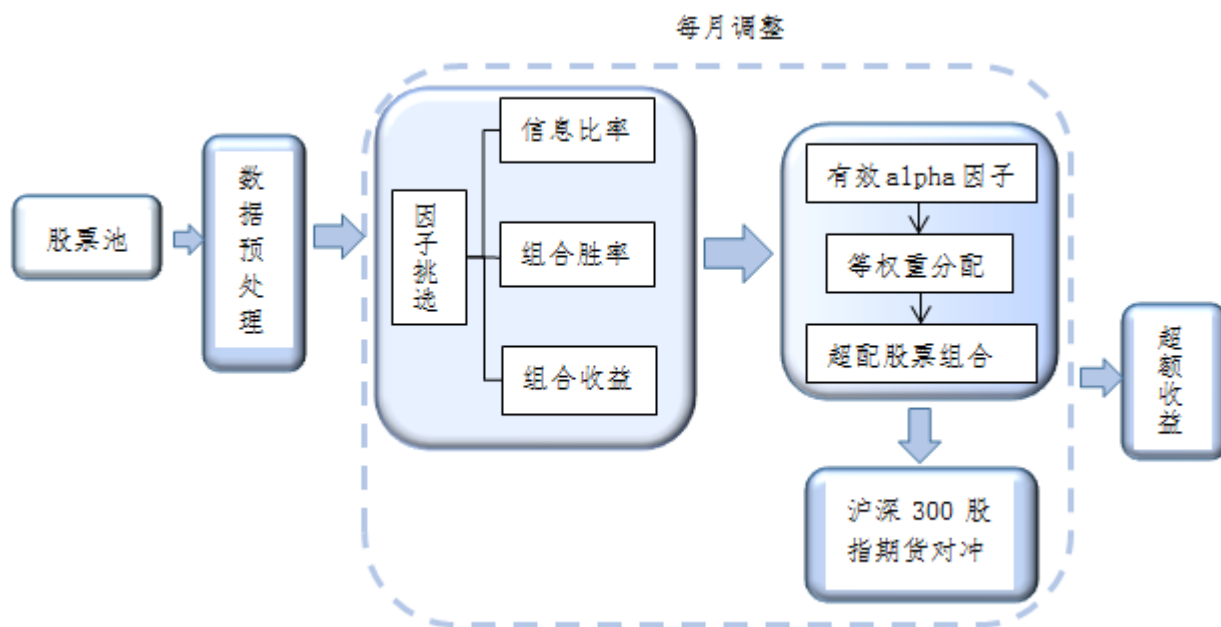 每月调整
股票池
数
据
预
处
理
因
子
挑
选
信息比率
组合胜率
组合收益
有效alpha因子
等权重分配
超配股票组合
沪深 300 股
指期货对冲
超
额
收
益